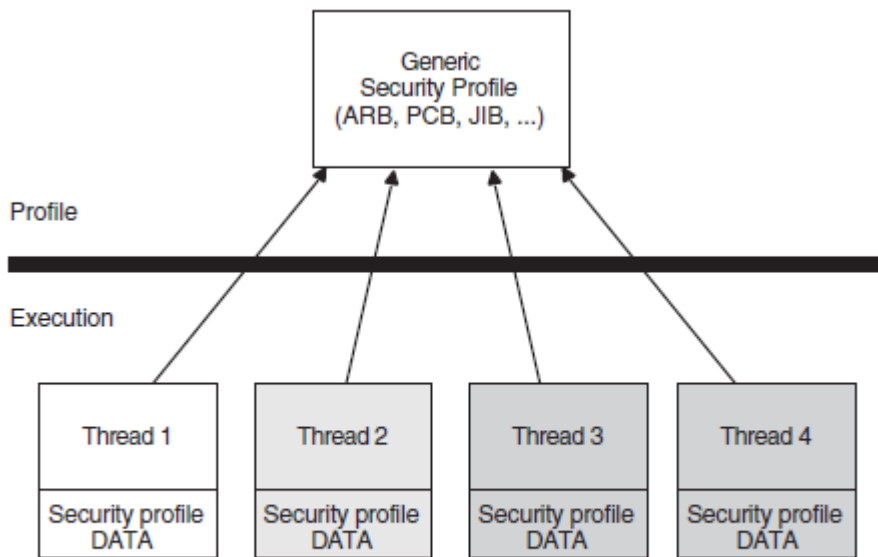 Generic
Security Profile
(ARB, PCB, JIB, ...)
Profile
Execution
Thread 1
Thread 2
Thread 3
Thread 4
Security profile
DATA
Security profile
DATA
Security profile
DATA
Security profile
DATA